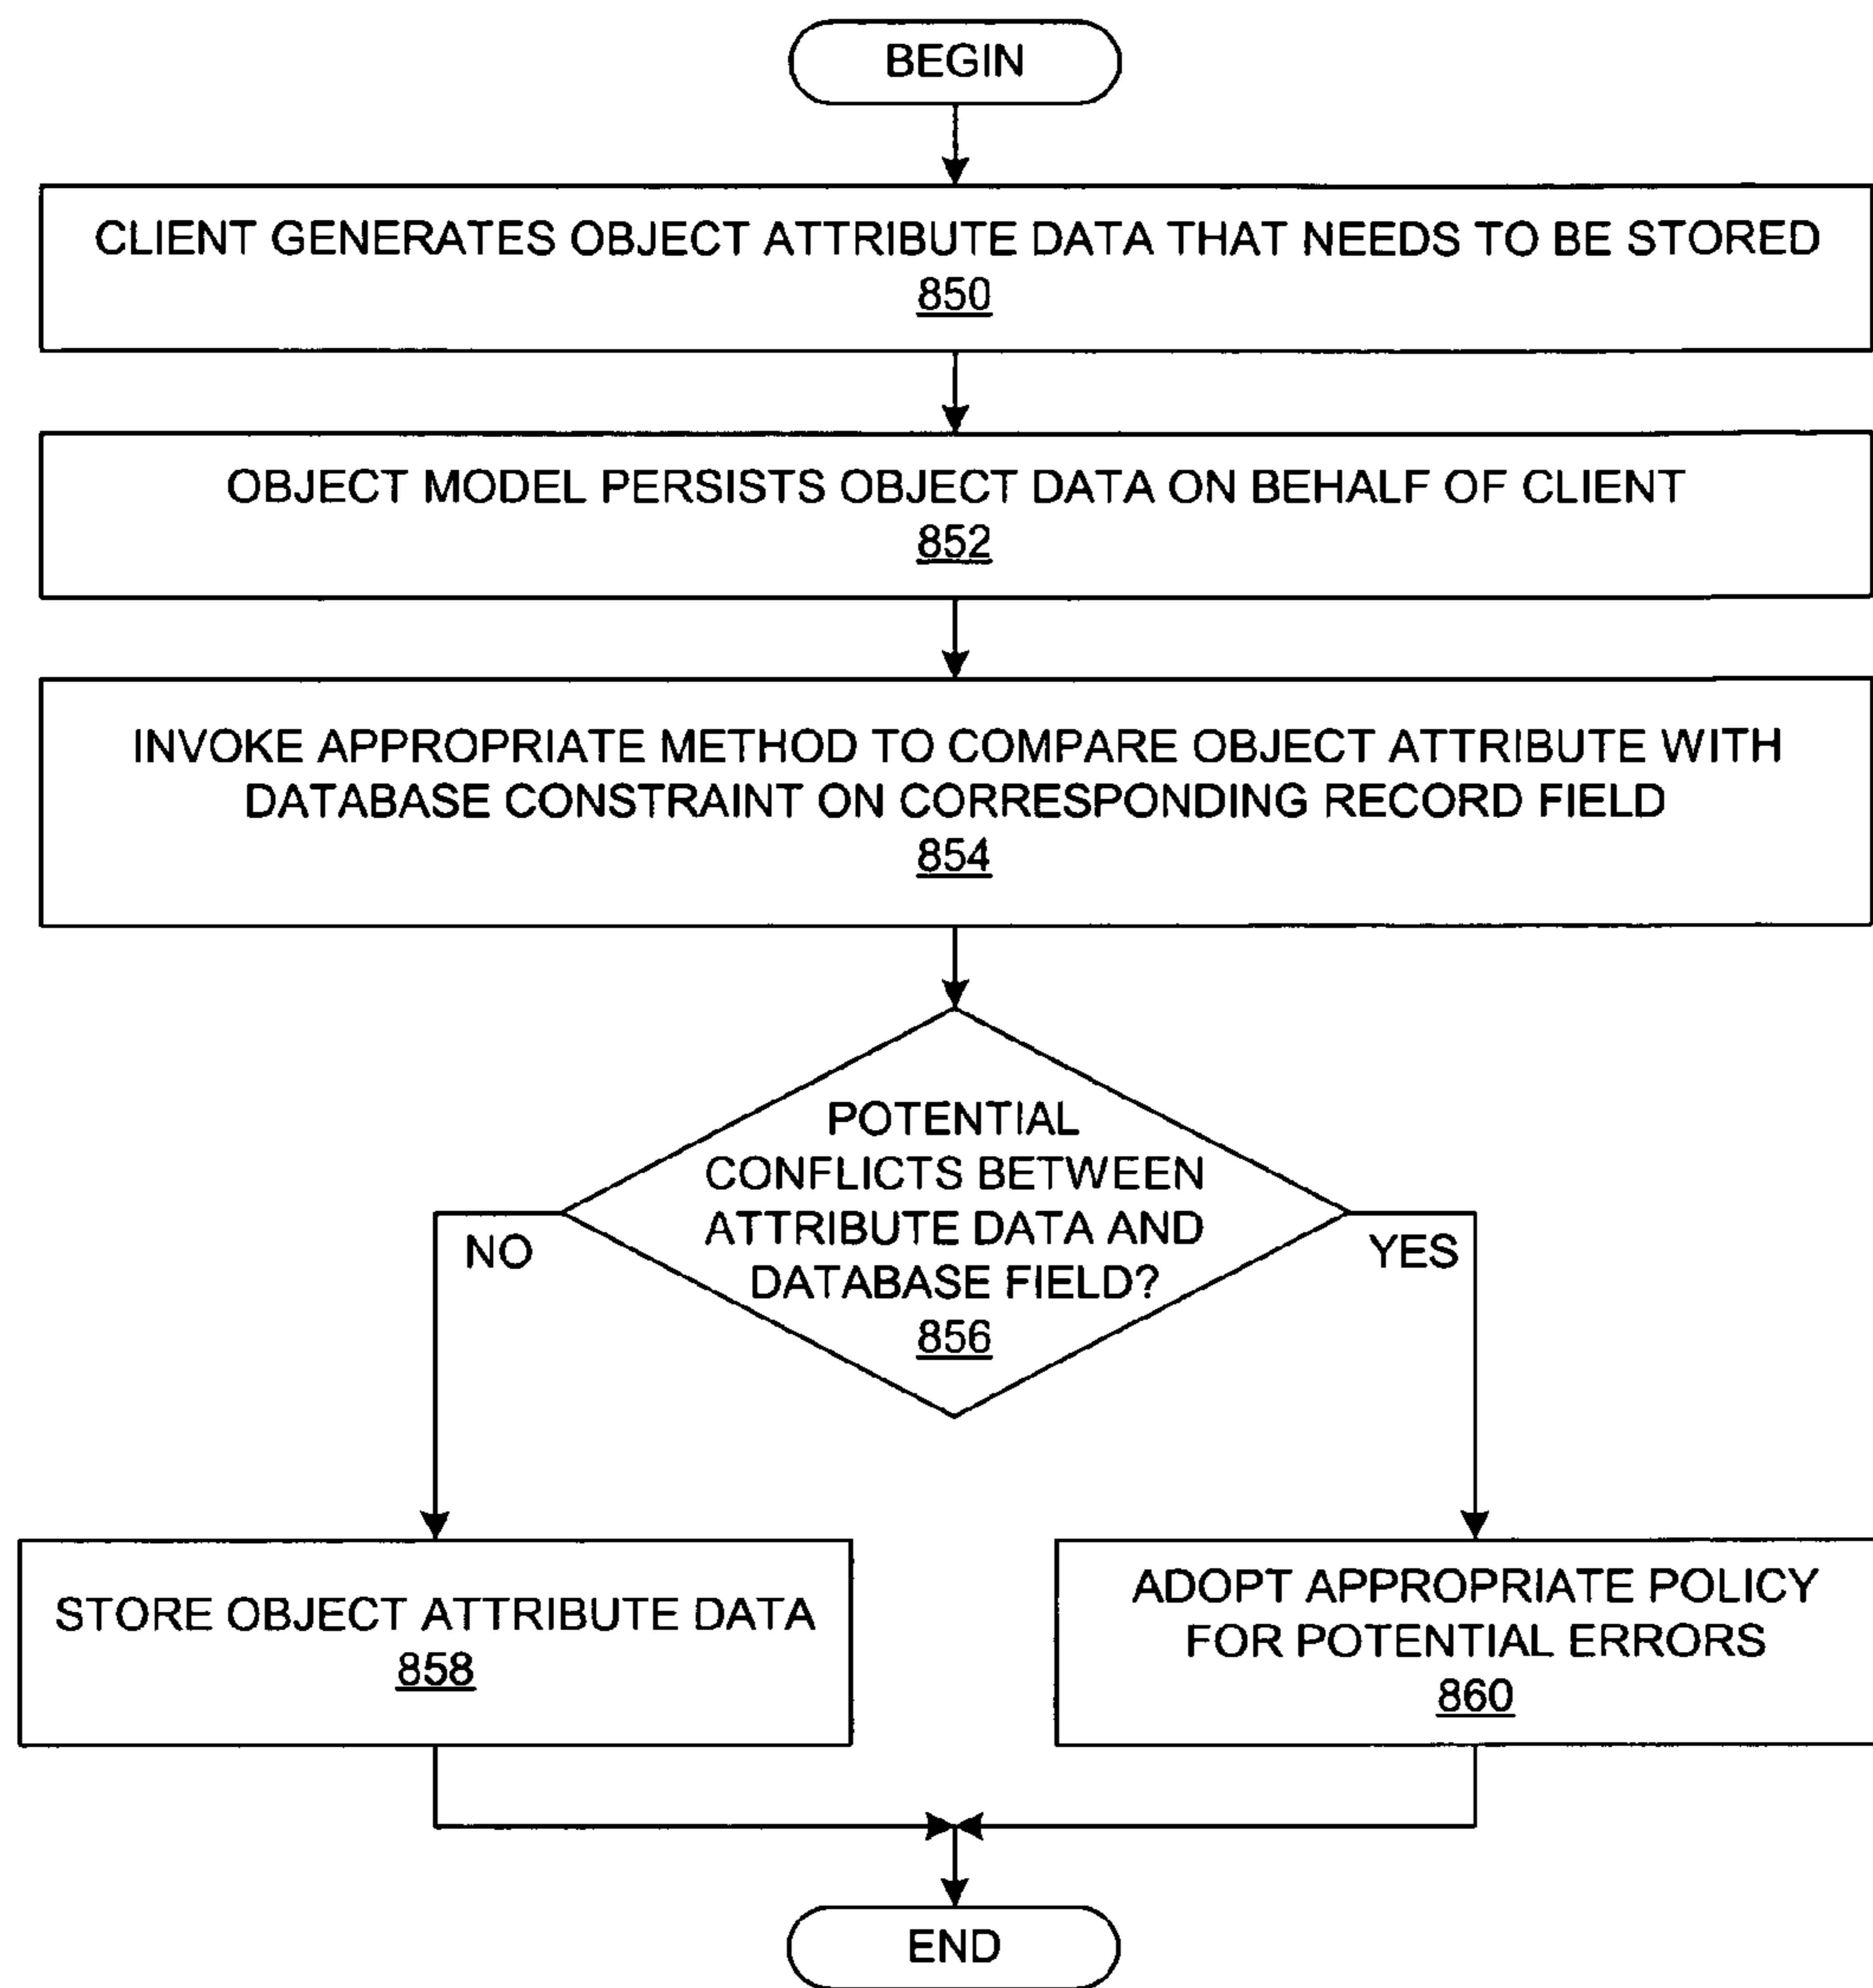 BEGIN
CLIENT GENERATES OBJECT ATTRIBUTE DATA THAT NEEDS TO BE STORED
850
OBJECT MODEL PERSISTS OBJECT DATA ON BEHALF OF CLIENT
852
INVOKE APPROPRIATE METHOD TO COMPARE OBJECT ATTRIBUTE WITH
DATABASE CONSTRAINT ON CORRESPONDING RECORD FIELD
854
POTENTIAL
CONFLICTS BETWEEN
ATTRIBUTE DATA AND
DATABASE FIELD?
856
NO
YES
STORE OBJECT ATTRIBUTE DATA
858
ADOPT APPROPRIATE POLICY
FOR POTENTIAL ERRORS
860
END